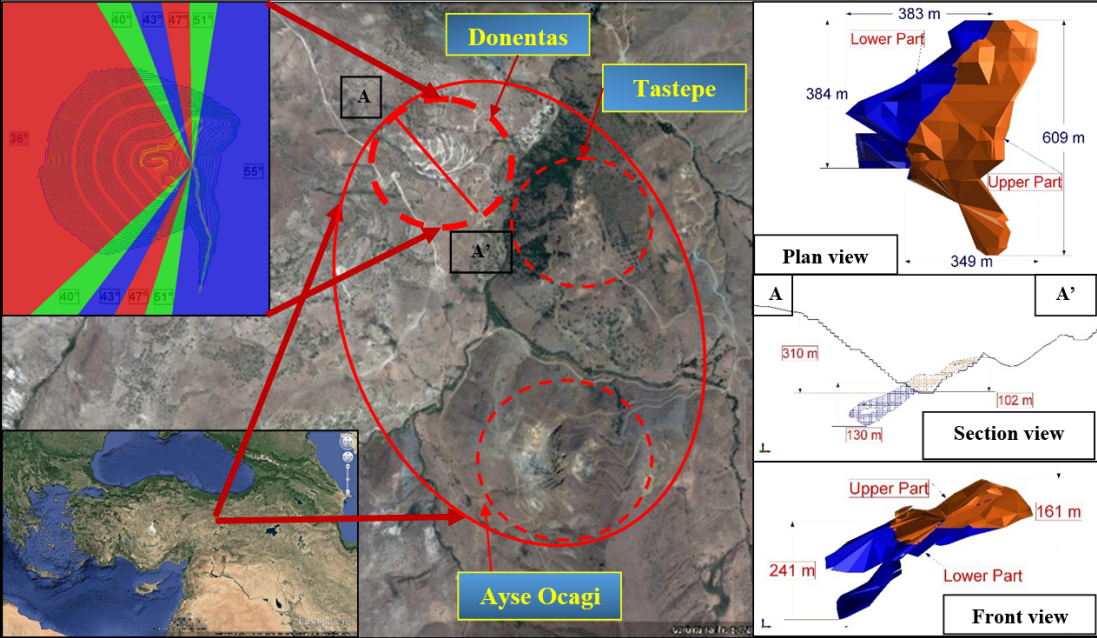 40°
43°
47°
51°
36°
55°
40°
43°
47°
51°
Donentas
Tastepe
A
A'
Ayse Ocagi
383 m
Lower Part
384 m
609 m
Upper Part
349 m
Plan view
A
A'
310 m
102 m
130 m
Section view
Upper Part
161 m
241 m
Lower Part
Front view